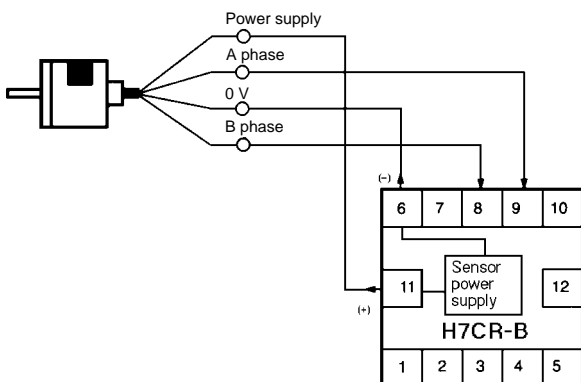 Power supply
A phase
0 V
B phase
(−)
6 7 8 9 10
11
Sensor
power
supply
12
(+)
H7CR-B
1 2 3 4 5